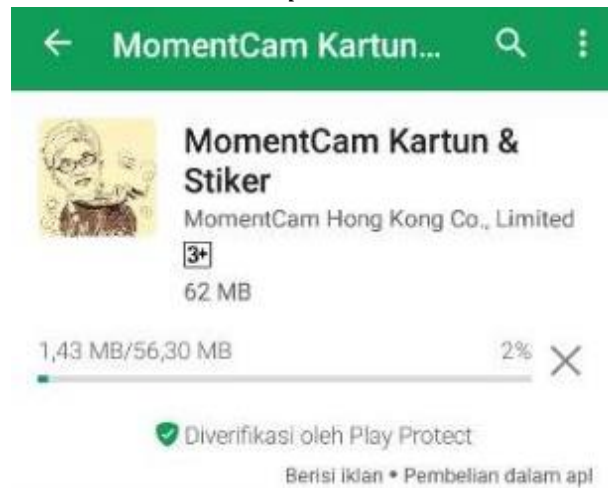 MomentCam Kartun...
MomentCam Kartun &
Stiker
MomentCam Hong Kong Co., Limited
3+
62 MB
1,43 MB/56,30 MB 2%
Diverifikasi oleh Play Protect
Berisi iklan • Pembelian dalam apl